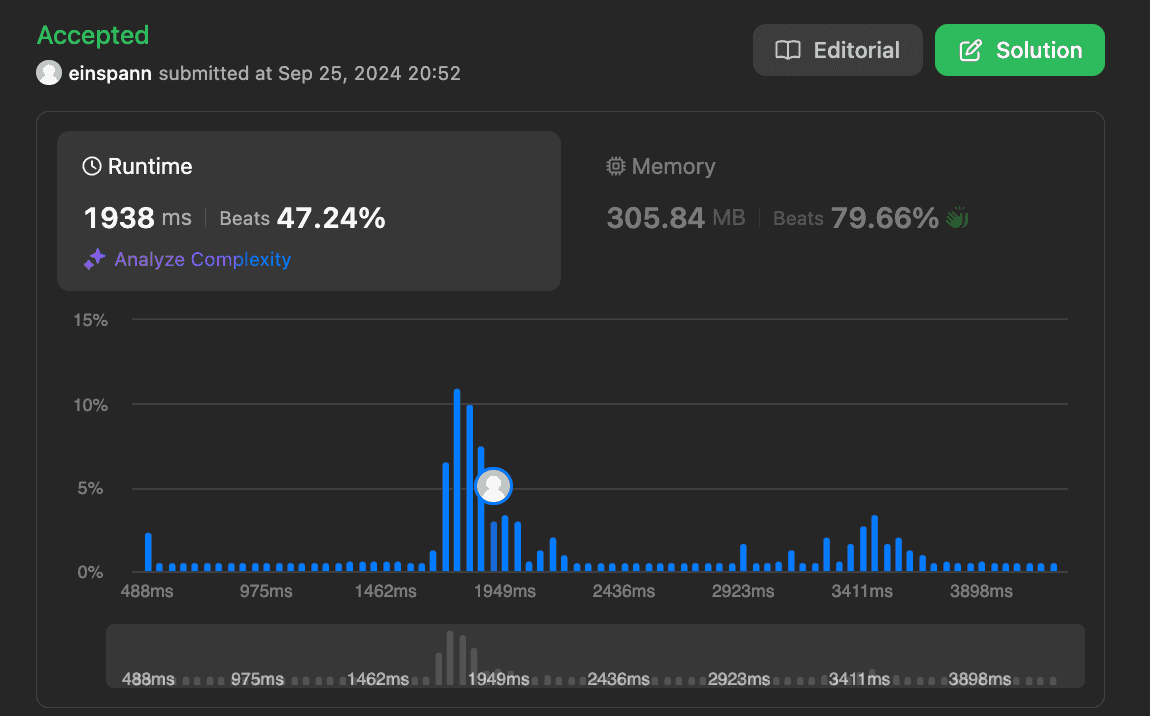 Accepted
Editorial
Solution
einspann submitted at Sep 25, 2024 20:52
Runtime
Memory
1938 ms | Beats 47.24%
305.84 MB | Beats 79.66%
Analyze Complexity
15%
10%
5%
0%
488ms 975ms 1462ms 1949ms 2436ms 2923ms 3411ms 3898ms
488ms 975ms 1462ms 1949ms 2436ms 2923ms 3411ms 3898ms